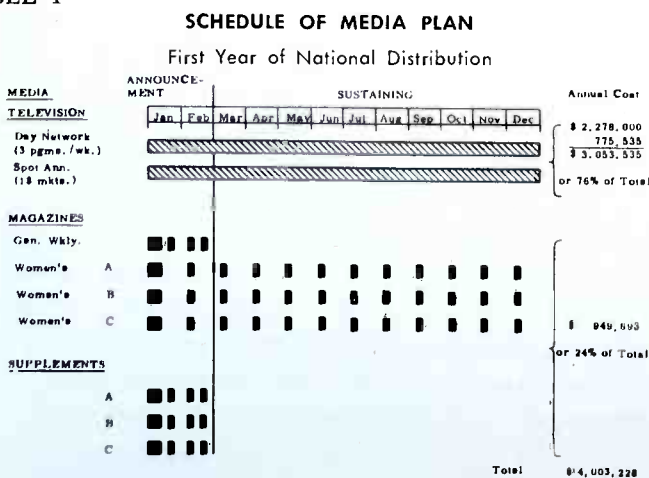 SCHEDULE OF MEDIA PLAN
First Year of National Distribution
MEDIA
ANNOUNCE-
MENT
SUSTAINING
Annual Cost
TELEVISION
Jan Feb Mar Apr May Jun Jul Aug Sep Oct Nov Dec
Day Network
(3 pgms./wk.)
$ 2,278,000
775,535
$ 3,053,535
Spot Ann.
(18 mkts.)
or 76% of Total
MAGAZINES
Gen. Wkly.
Women's A
Women's B
Women's C
$ 949,693
or 24% of Total
SUPPLEMENTS
A
B
C
Total $ 4,003,228